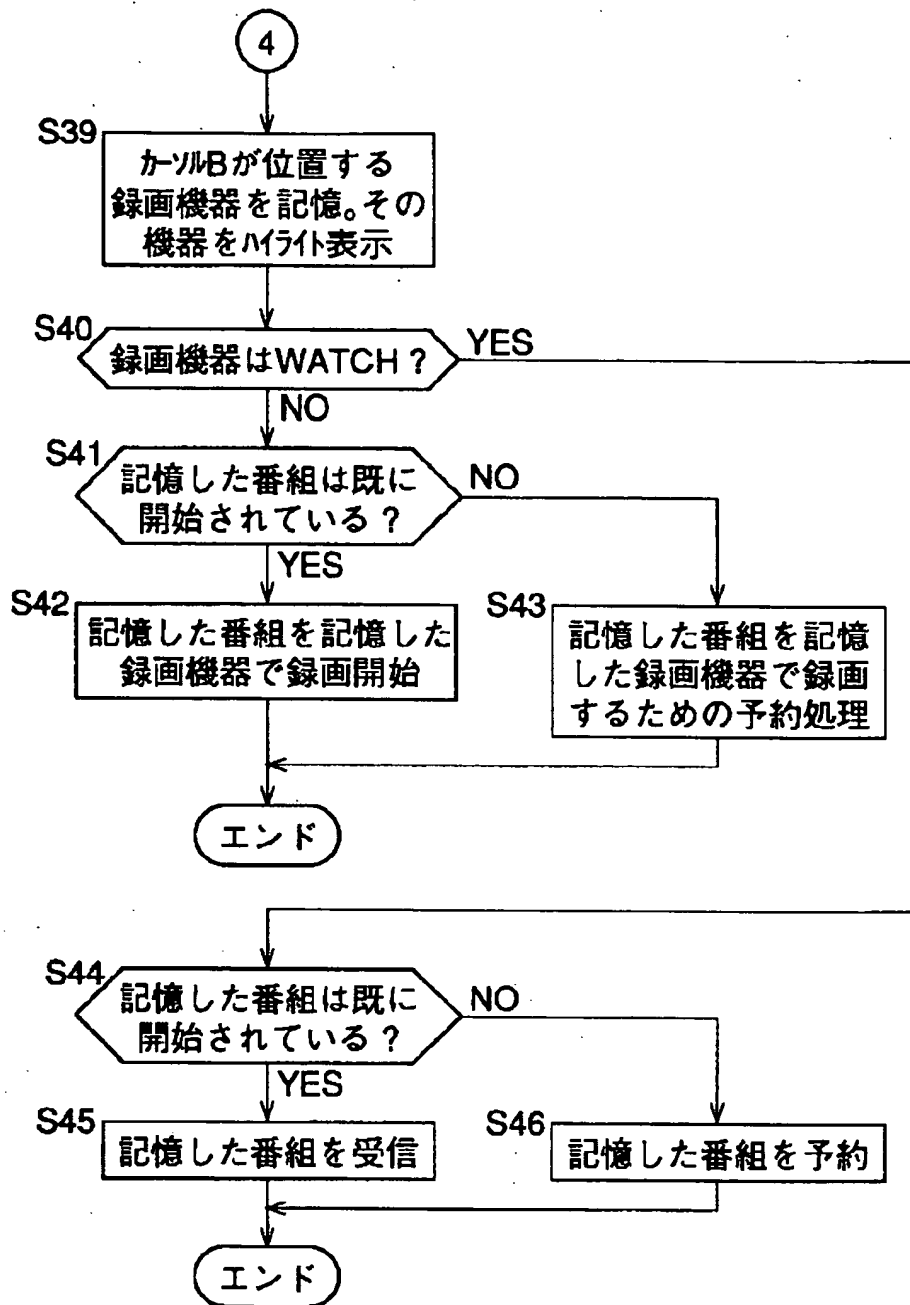 4
S39
カーソルBが位置する
録画機器を記憶。その
機器をハイライト表示
S40
録画機器はWATCH?
YES
NO
S41
記憶した番組は既に
開始されている?
NO
YES
S42
記憶した番組を記憶した
録画機器で録画開始
S43
記憶した番組を記憶
した録画機器で録画
するための予約処理
エンド
S44
記憶した番組は既に
開始されている?
NO
YES
S45
記憶した番組を受信
S46
記憶した番組を予約
エンド